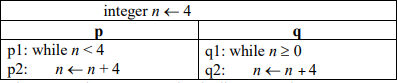 integer n ← 4
p q
p1: while n < 4 q1: while n ≥ 0
p2: n ← n + 4 q2: n ← n + 4